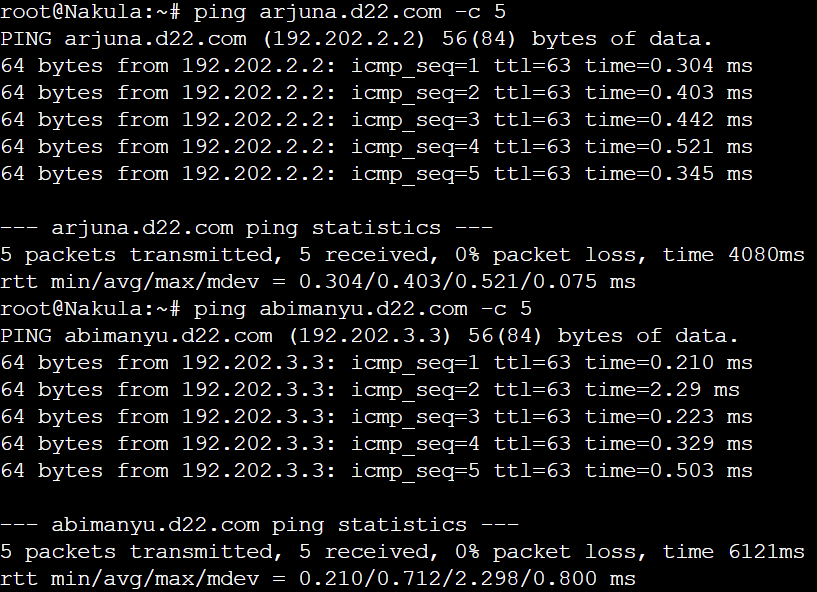 root@Nakula:~# ping arjuna.d22.com -c 5
PING arjuna.d22.com (192.202.2.2) 56(84) bytes of data.
64 bytes from 192.202.2.2: icmp_seq=1 ttl=63 time=0.304 ms
64 bytes from 192.202.2.2: icmp_seq=2 ttl=63 time=0.403 ms
64 bytes from 192.202.2.2: icmp_seq=3 ttl=63 time=0.442 ms
64 bytes from 192.202.2.2: icmp_seq=4 ttl=63 time=0.521 ms
64 bytes from 192.202.2.2: icmp_seq=5 ttl=63 time=0.345 ms

--- arjuna.d22.com ping statistics ---
5 packets transmitted, 5 received, 0% packet loss, time 4080ms
rtt min/avg/max/mdev = 0.304/0.403/0.521/0.075 ms
root@Nakula:~# ping abimanyu.d22.com -c 5
PING abimanyu.d22.com (192.202.3.3) 56(84) bytes of data.
64 bytes from 192.202.3.3: icmp_seq=1 ttl=63 time=0.210 ms
64 bytes from 192.202.3.3: icmp_seq=2 ttl=63 time=2.29 ms
64 bytes from 192.202.3.3: icmp_seq=3 ttl=63 time=0.223 ms
64 bytes from 192.202.3.3: icmp_seq=4 ttl=63 time=0.329 ms
64 bytes from 192.202.3.3: icmp_seq=5 ttl=63 time=0.503 ms

--- abimanyu.d22.com ping statistics ---
5 packets transmitted, 5 received, 0% packet loss, time 6121ms
rtt min/avg/max/mdev = 0.210/0.712/2.298/0.800 ms